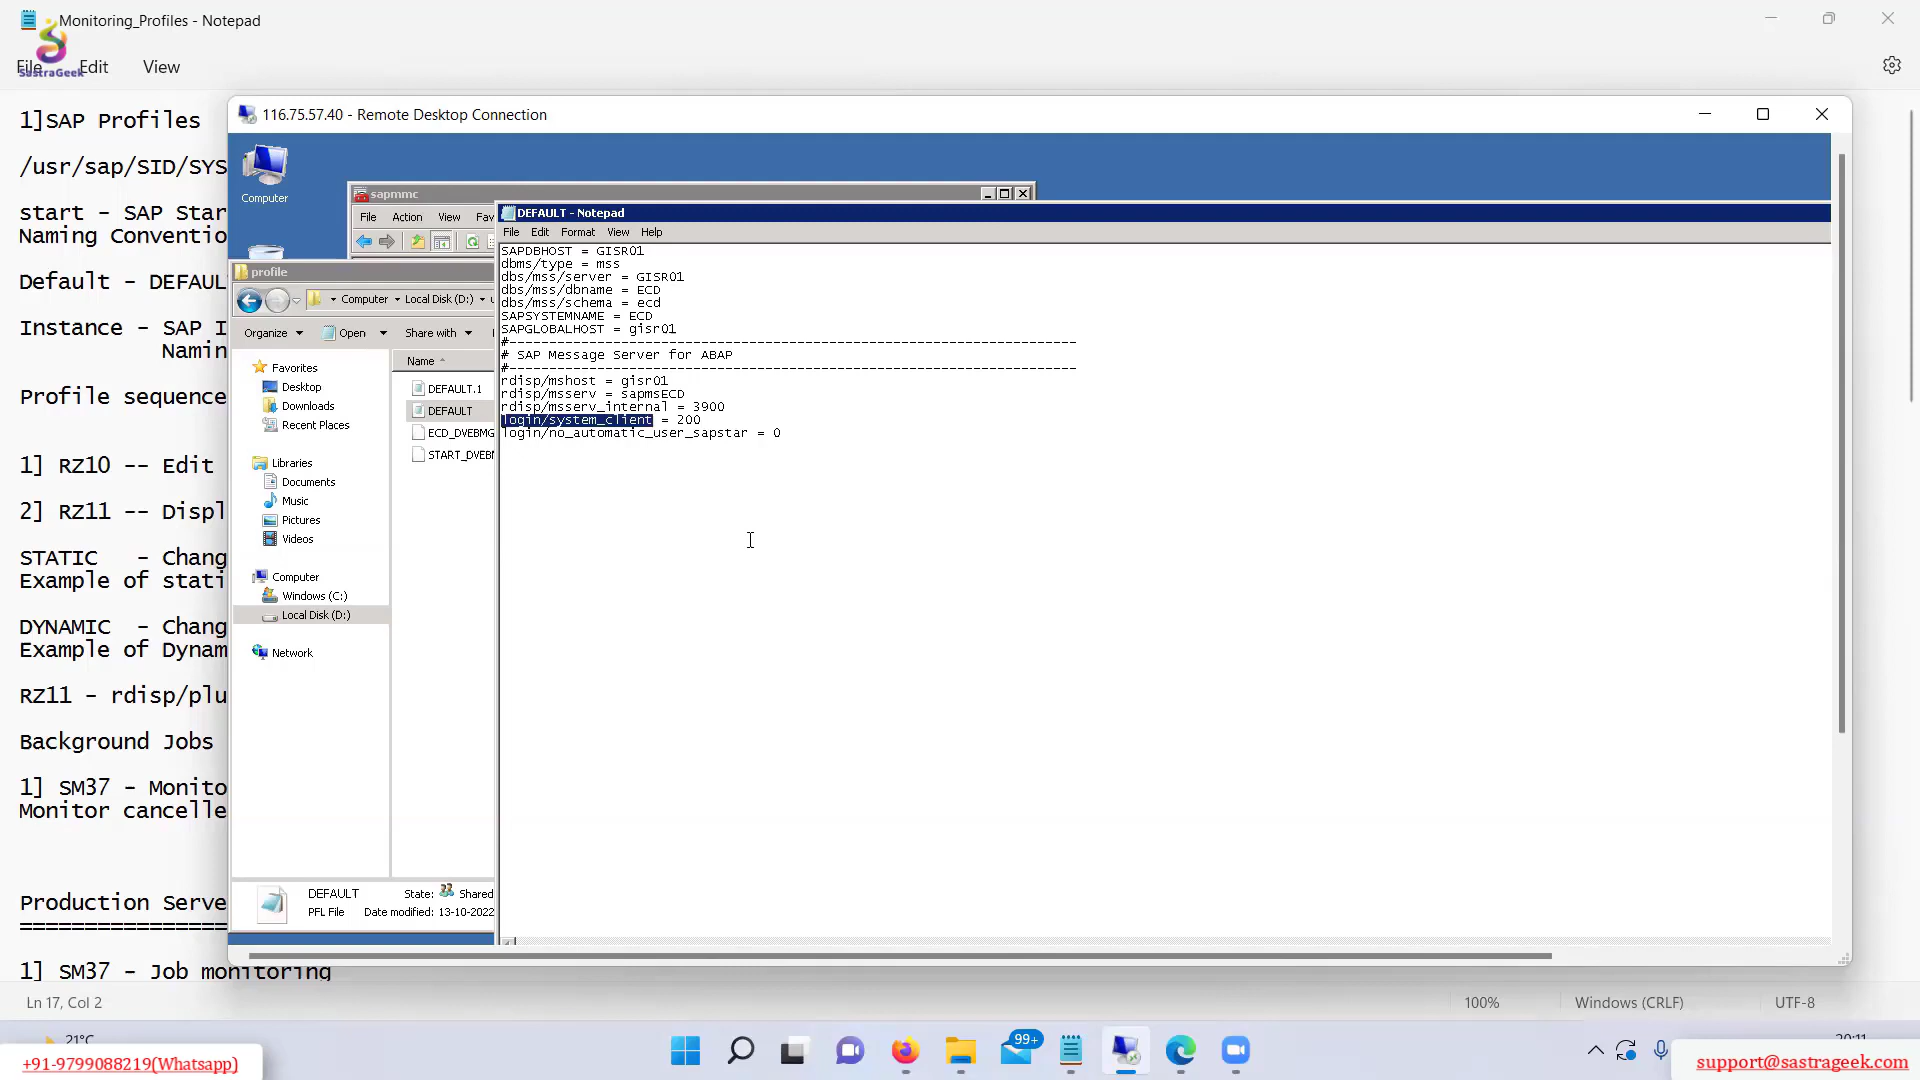 Monitoring_Profiles - Notepad
SastraGeek
File Edit View
1]SAP Profiles
/usr/sap/SID/SYS
start - SAP Star
Naming Conventio
Default - DEFAUL
Instance - SAP I
Namin
Profile sequence
1] RZ10 -- Edit
2] RZ11 -- Displ
STATIC - Chang
Example of stati
DYNAMIC - Chang
Example of Dynam
RZ11 - rdisp/plu
Background Jobs
1] SM37 - Monito
Monitor cancelle
Production Serve
================
1] SM37 - Job monitoring
116.75.57.40 - Remote Desktop Connection
Computer
sapmmc
File Action View Fav
profile
Computer Local Disk (D:)
Organize Open Share with
Favorites
Desktop
Downloads
Recent Places
Libraries
Documents
Music
Pictures
Videos
Computer
Windows (C:)
Local Disk (D:)
Network
Name
DEFAULT.1
DEFAULT
ECD_DVEBMG
START_DVEBM
DEFAULT State: Shared
PFL File Date modified: 13-10-2022
DEFAULT - Notepad
File Edit Format View Help
SAPDBHOST = GISR01
dbms/type = mss
dbs/mss/server = GISR01
dbs/mss/dbname = ECD
dbs/mss/schema = ecd
SAPSYSTEMNAME = ECD
SAPGLOBALHOST = gisr01
#-----------------------------------------------------------------------
# SAP Message Server for ABAP
#-----------------------------------------------------------------------
rdisp/mshost = gisr01
rdisp/msserv = sapmsECD
rdisp/msserv_internal = 3900
login/system_client = 200
login/no_automatic_user_sapstar = 0
Ln 17, Col 2 100% Windows (CRLF) UTF-8
21°C
99+
20:11
+91-9799088219(Whatsapp)
support@sastrageek.com